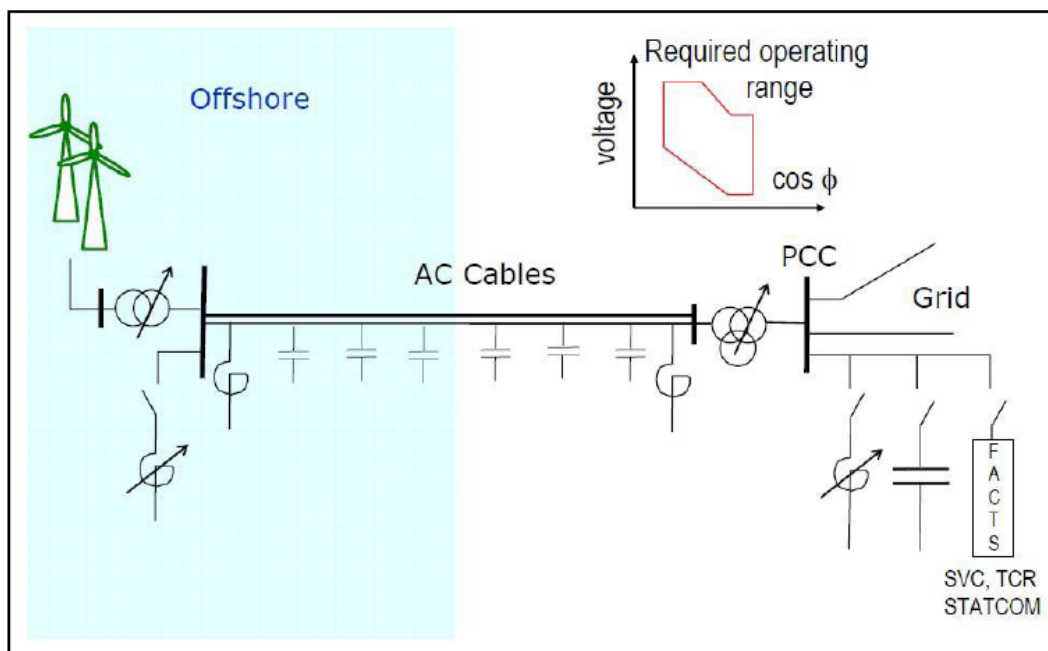 Offshore
Required operating
range
voltage
cos ϕ
AC Cables
PCC
Grid
F
A
C
T
S
SVC, TCR
STATCOM